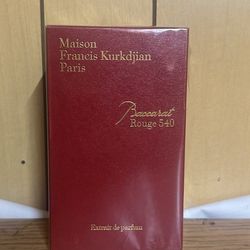 Maison
Francis Kurkdjian
Paris
Baccarat
Rouge 540
Extrait de parfum